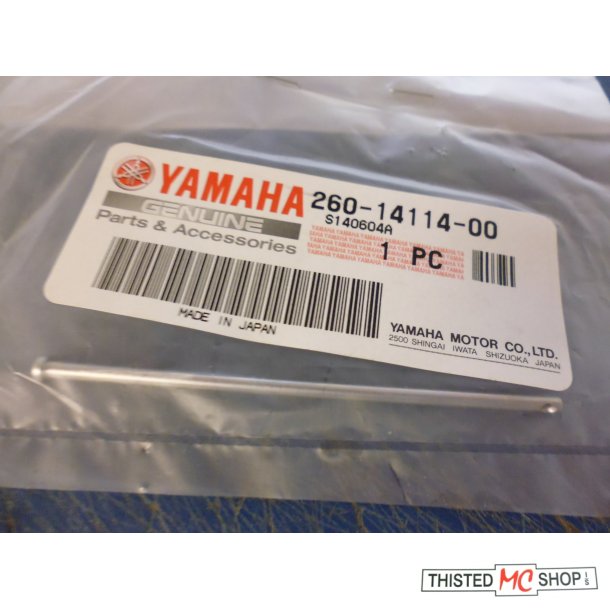 YAMAHA 260-14114-00
GENUINE S140604A
Parts & Accessories 1 PC
MADE IN JAPAN
YAMAHA MOTOR CO., LTD.
2500 SHINGAI IWATA SHIZUOKA JAPAN
THISTED MC SHOP I/S